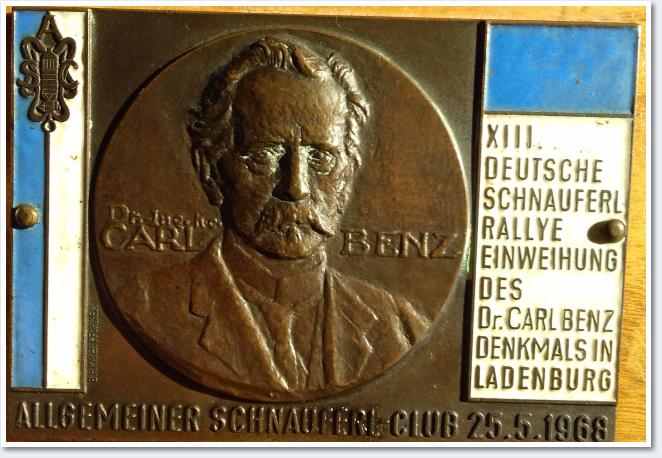 ASC
Dr. Ing. h.c.
CARL BENZ
XIII.
DEUTSCHE
SCHNAUFERL
RALLYE
EINWEIHUNG
DES
Dr. CARL BENZ
DENKMALS IN
LADENBURG
ALLGEMEINER SCHNAUFERL-CLUB 25.5.1968